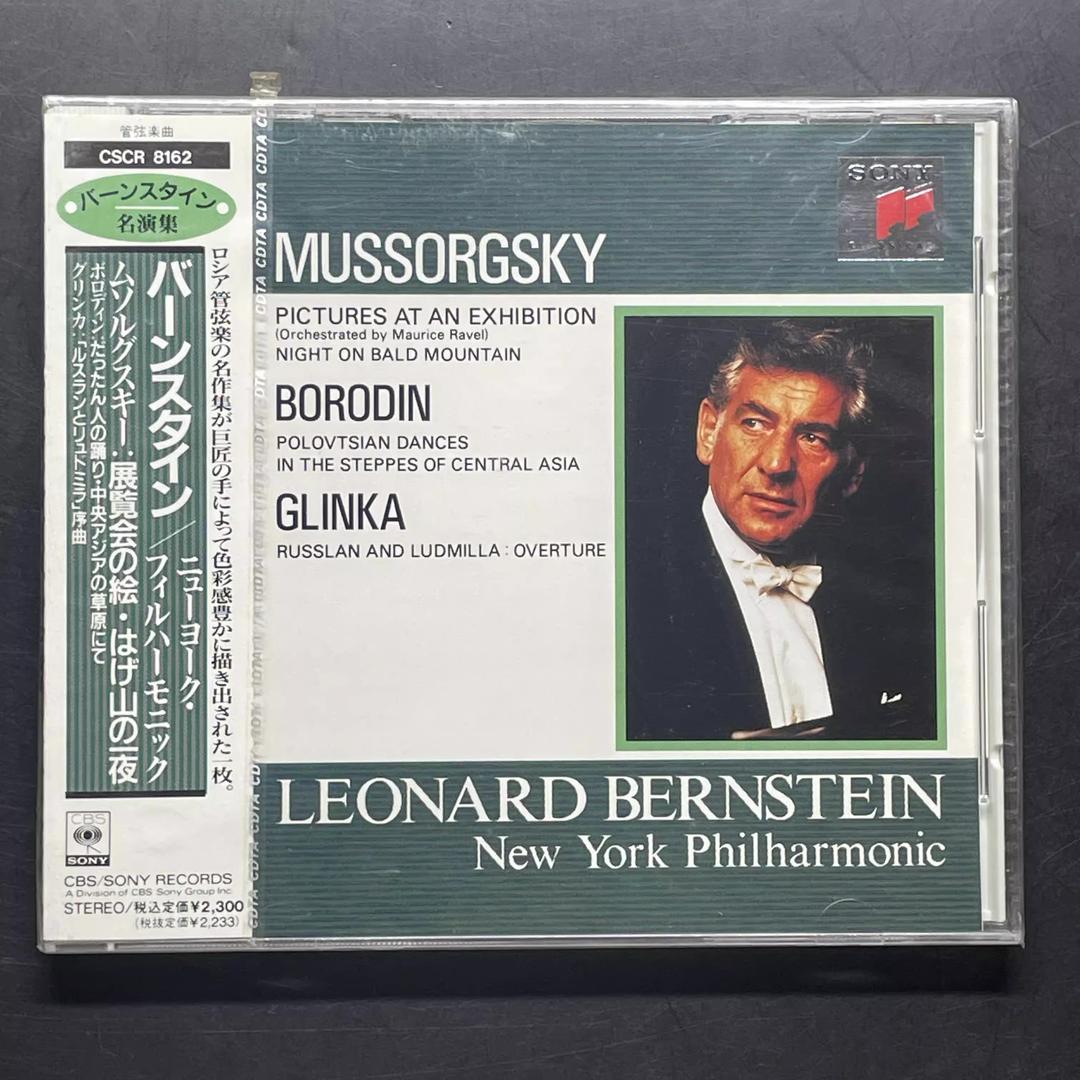 管弦楽曲
CSCR 8162
バーンスタイン
名演集
ロシア管弦楽の名作集が巨匠の手によって色彩感豊かに描き出された一枚。
バーンスタイン/ニューヨーク・
フィルハーモニック
ムソルグスキー:展覧会の絵・はげ山の一夜
ボロディン:だったん人の踊り・中央アジアの草原にて
グリンカ:「ルスランとリュドミラ」序曲
CBS
SONY
CBS/SONY RECORDS
A Division of CBS Sony Group Inc.
STEREO/税込定価¥2,300
(税抜定価¥2,233)
CDTA CDTA CDTA CDTA
SONY
MUSSORGSKY
PICTURES AT AN EXHIBITION
(Orchestrated by Maurice Ravel)
NIGHT ON BALD MOUNTAIN
BORODIN
POLOVTSIAN DANCES
IN THE STEPPES OF CENTRAL ASIA
GLINKA
RUSSLAN AND LUDMILLA : OVERTURE
LEONARD BERNSTEIN
New York Philharmonic